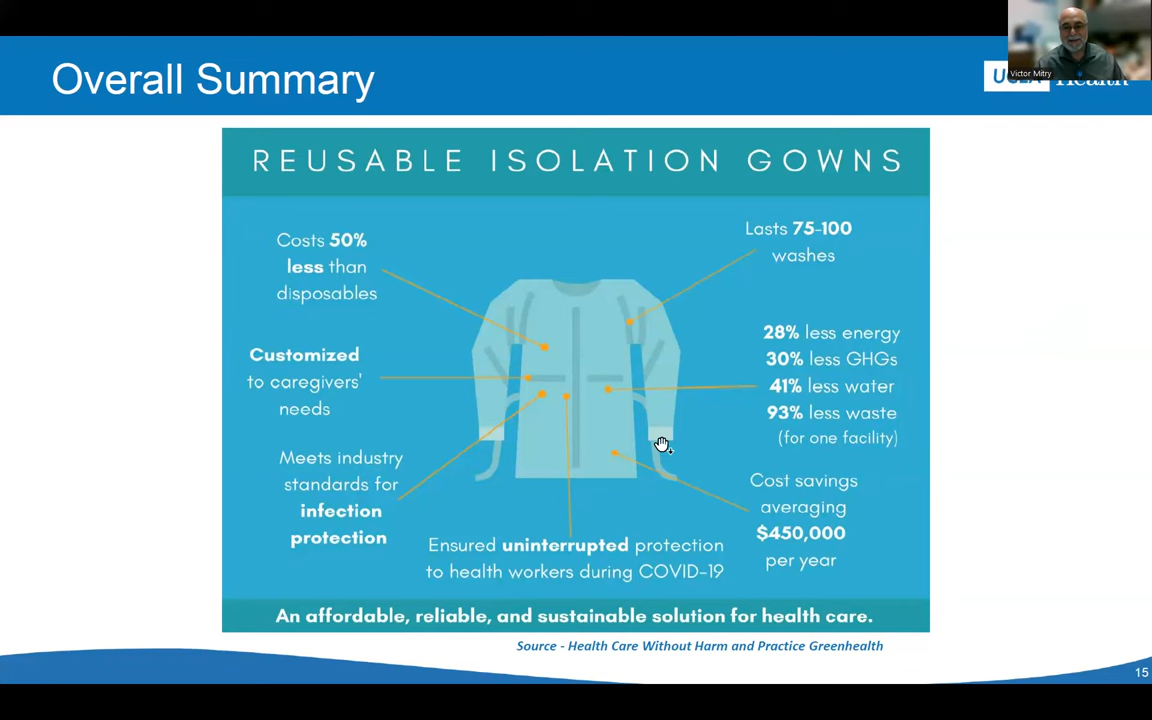 Overall Summary
Victor Mitry
UCLA Health
REUSABLE ISOLATION GOWNS
Costs 50%
less than
disposables
Customized
to caregivers'
needs
Meets industry
standards for
infection
protection
Ensured uninterrupted protection
to health workers during COVID-19
Lasts 75-100
washes
28% less energy
30% less GHGs
41% less water
93% less waste
(for one facility)
Cost savings
averaging
$450,000
per year
An affordable, reliable, and sustainable solution for health care.
Source - Health Care Without Harm and Practice Greenhealth
15